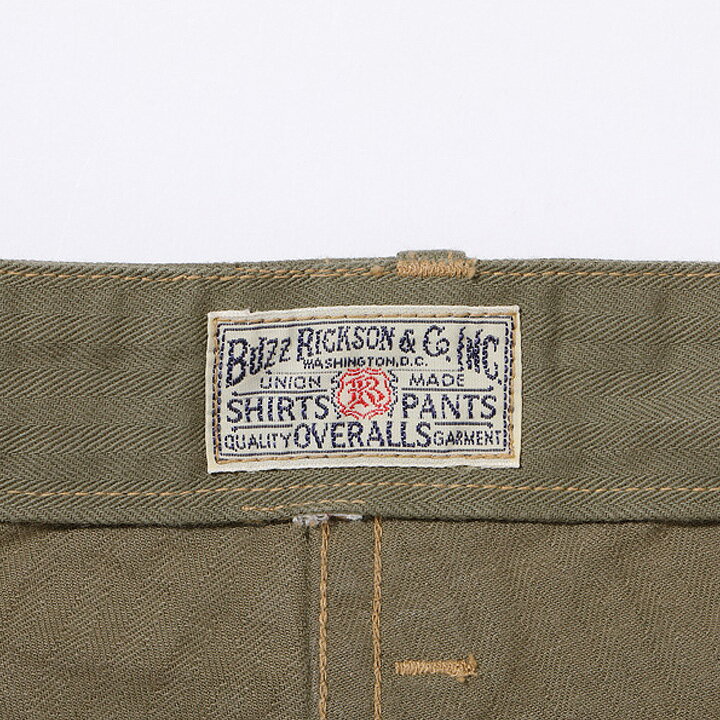 BUZZ RICKSON & CO. INC.
WASHINGTON, D.C.
UNION R MADE
SHIRTS PANTS
QUALITY OVERALLS GARMENT